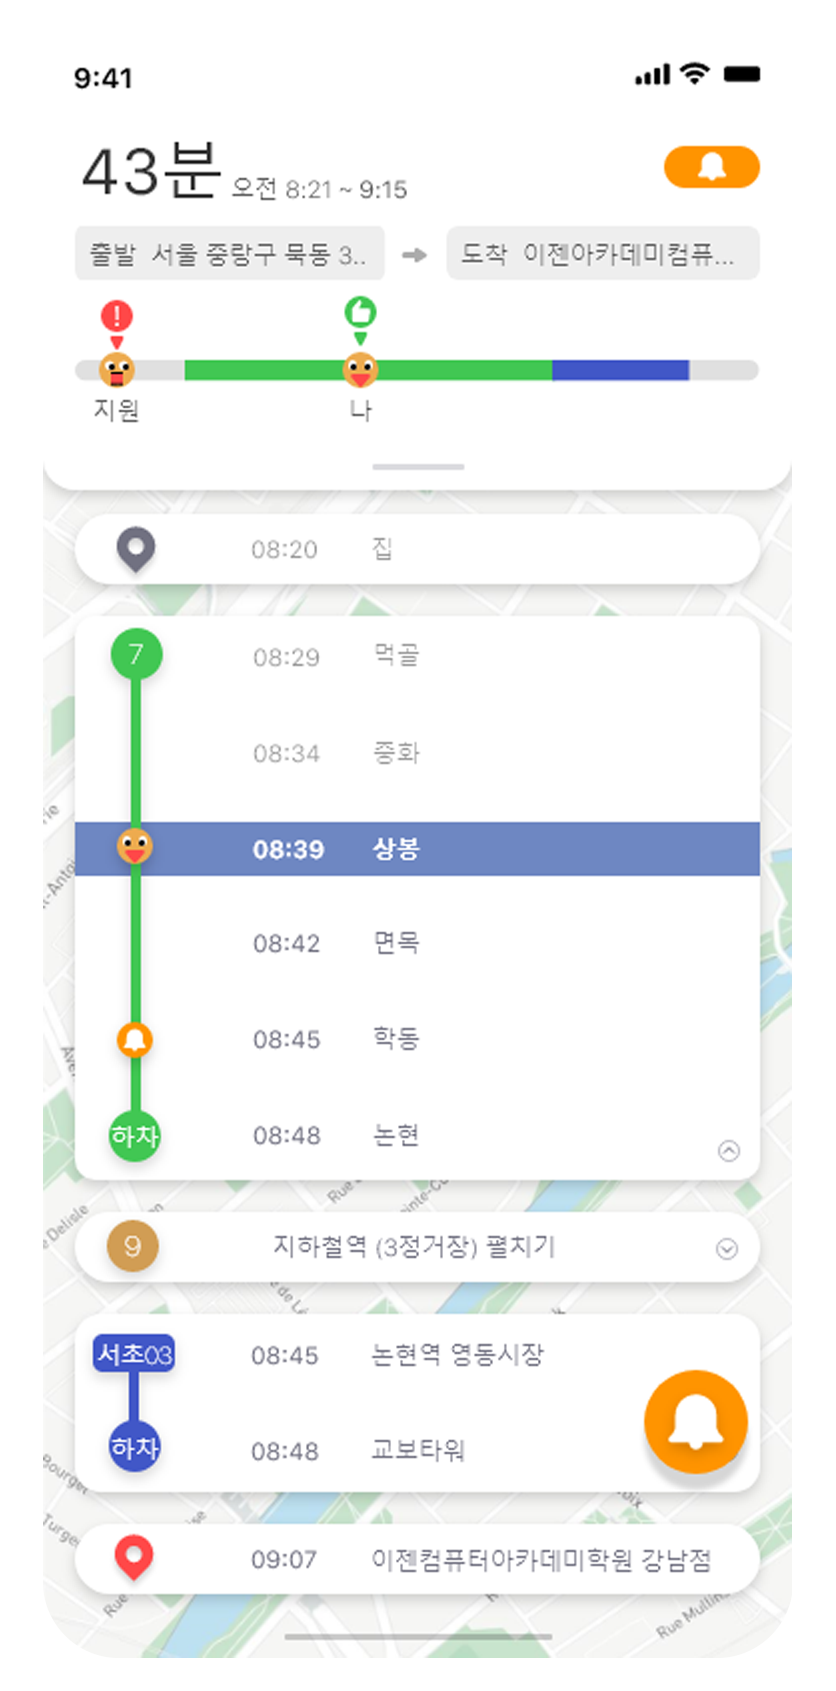 9:41
43분 오전 8:21 ~ 9:15
출발 서울 중랑구 묵동 3.. 도착 이젠아카데미컴퓨...
지원 나
08:20 집
7 08:29 먹골
08:34 중화
08:39 상봉
08:42 면목
08:45 학동
하차 08:48 논현
9 지하철역 (3정거장) 펼치기
서초03 08:45 논현역 영동시장
하차 08:48 교보타워
09:07 이젠컴퓨터아카데미학원 강남점
Rue Mullin